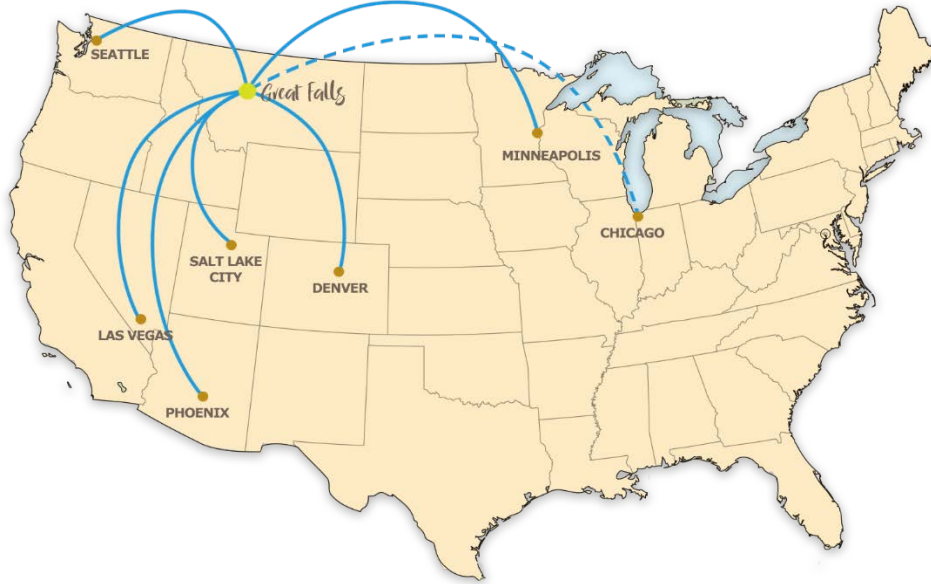 SEATTLE
Great Falls
MINNEAPOLIS
CHICAGO
SALT LAKE
CITY
DENVER
LAS VEGAS
PHOENIX